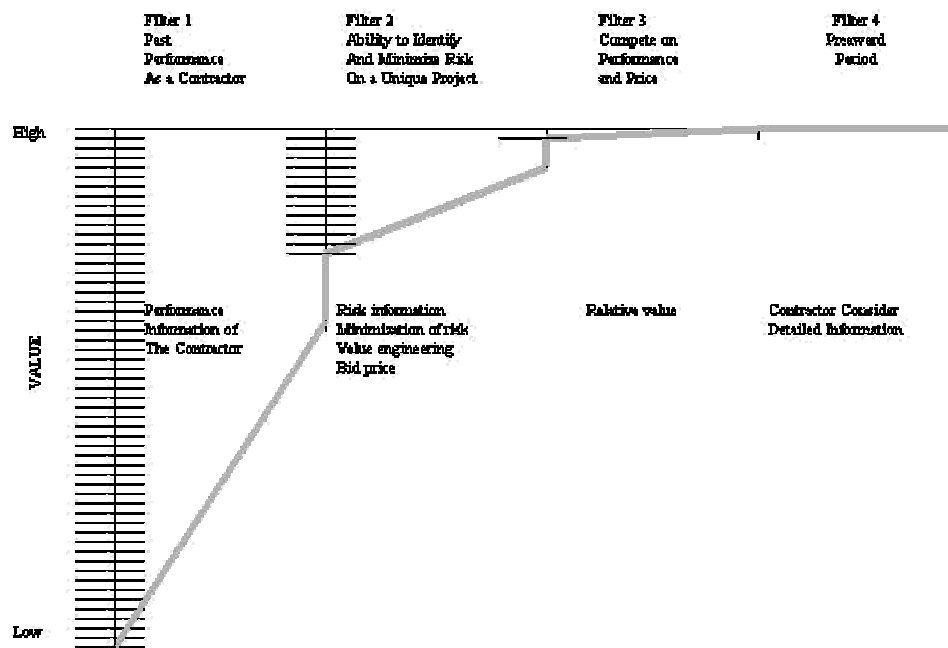 Filter 1
Past
Performance
As a Contractor
Filter 2
Ability to Identify
And Minimize Risk
On a Unique Project
Filter 3
Compete on
Performance
and Price
Filter 4
Preaward
Period
High
Performance
Information of
The Contractor
Risk information
Minimization of risk
Value engineering
Bid price
Relative value
Contractor Consider
Detailed Information
VALUE
Low